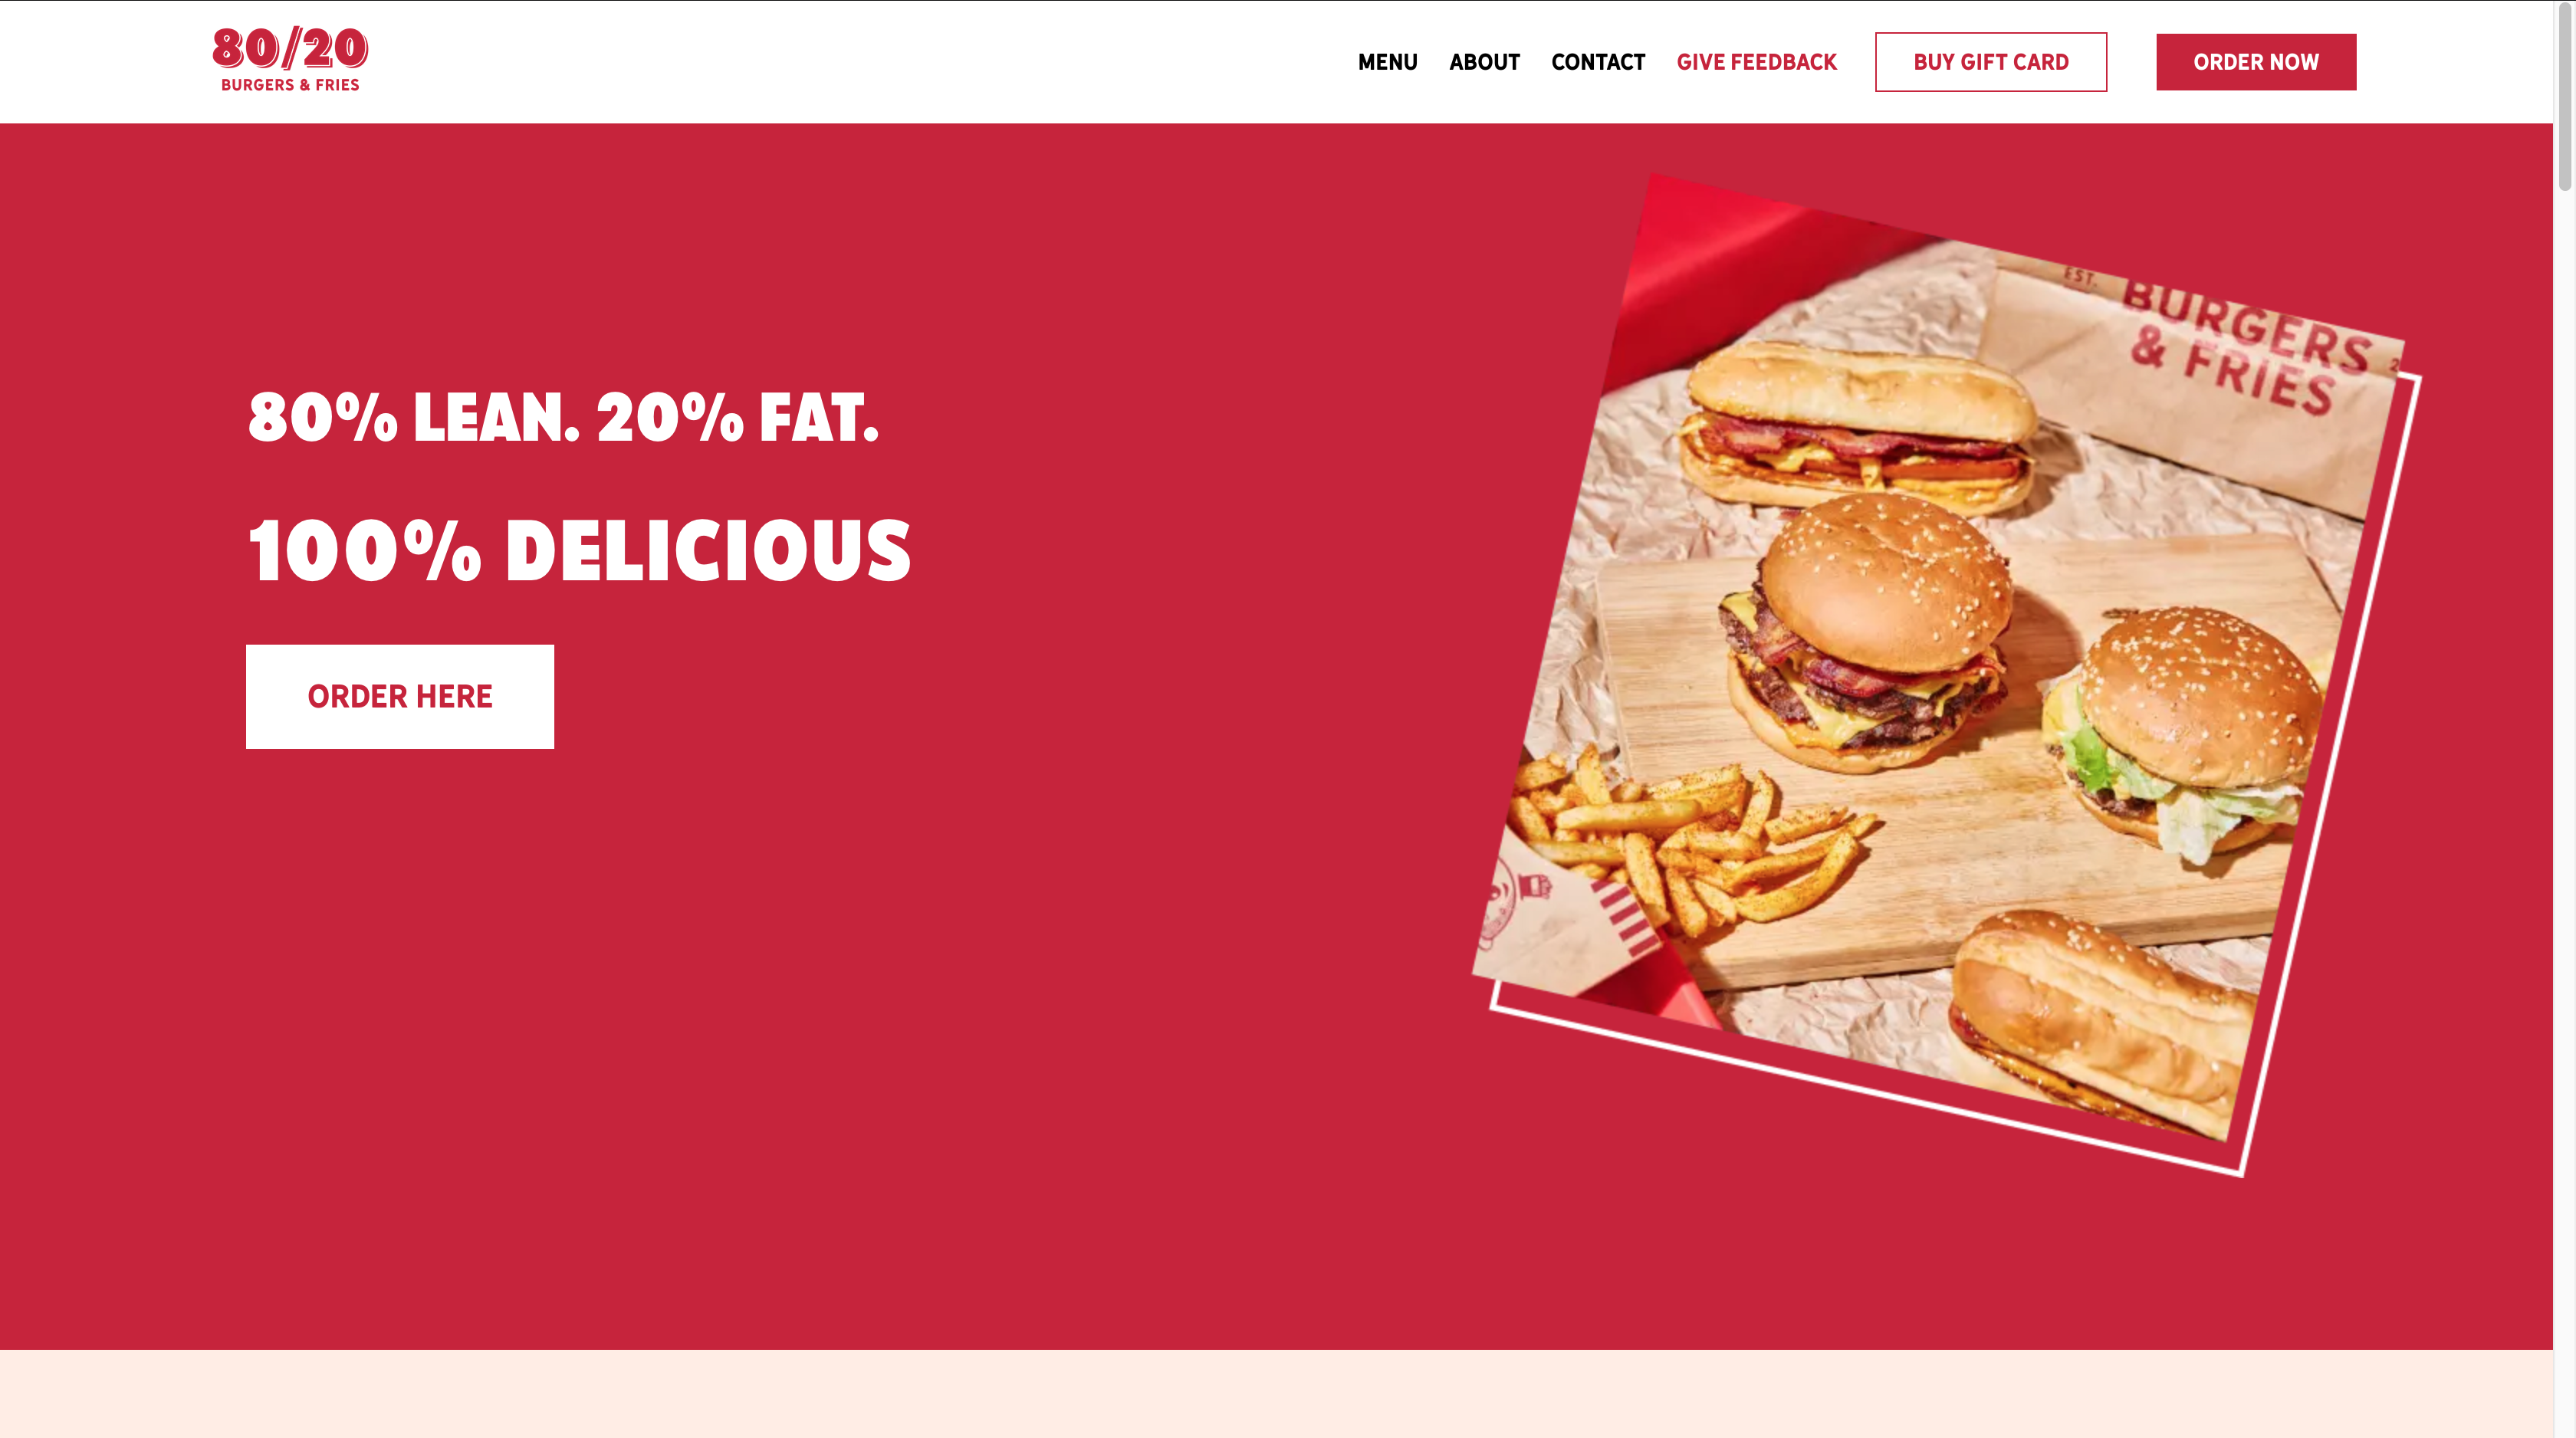 80/20
BURGERS & FRIES
MENU ABOUT CONTACT GIVE FEEDBACK BUY GIFT CARD ORDER NOW
80% LEAN. 20% FAT.
100% DELICIOUS
ORDER HERE
EST.
BURGERS
& FRIES